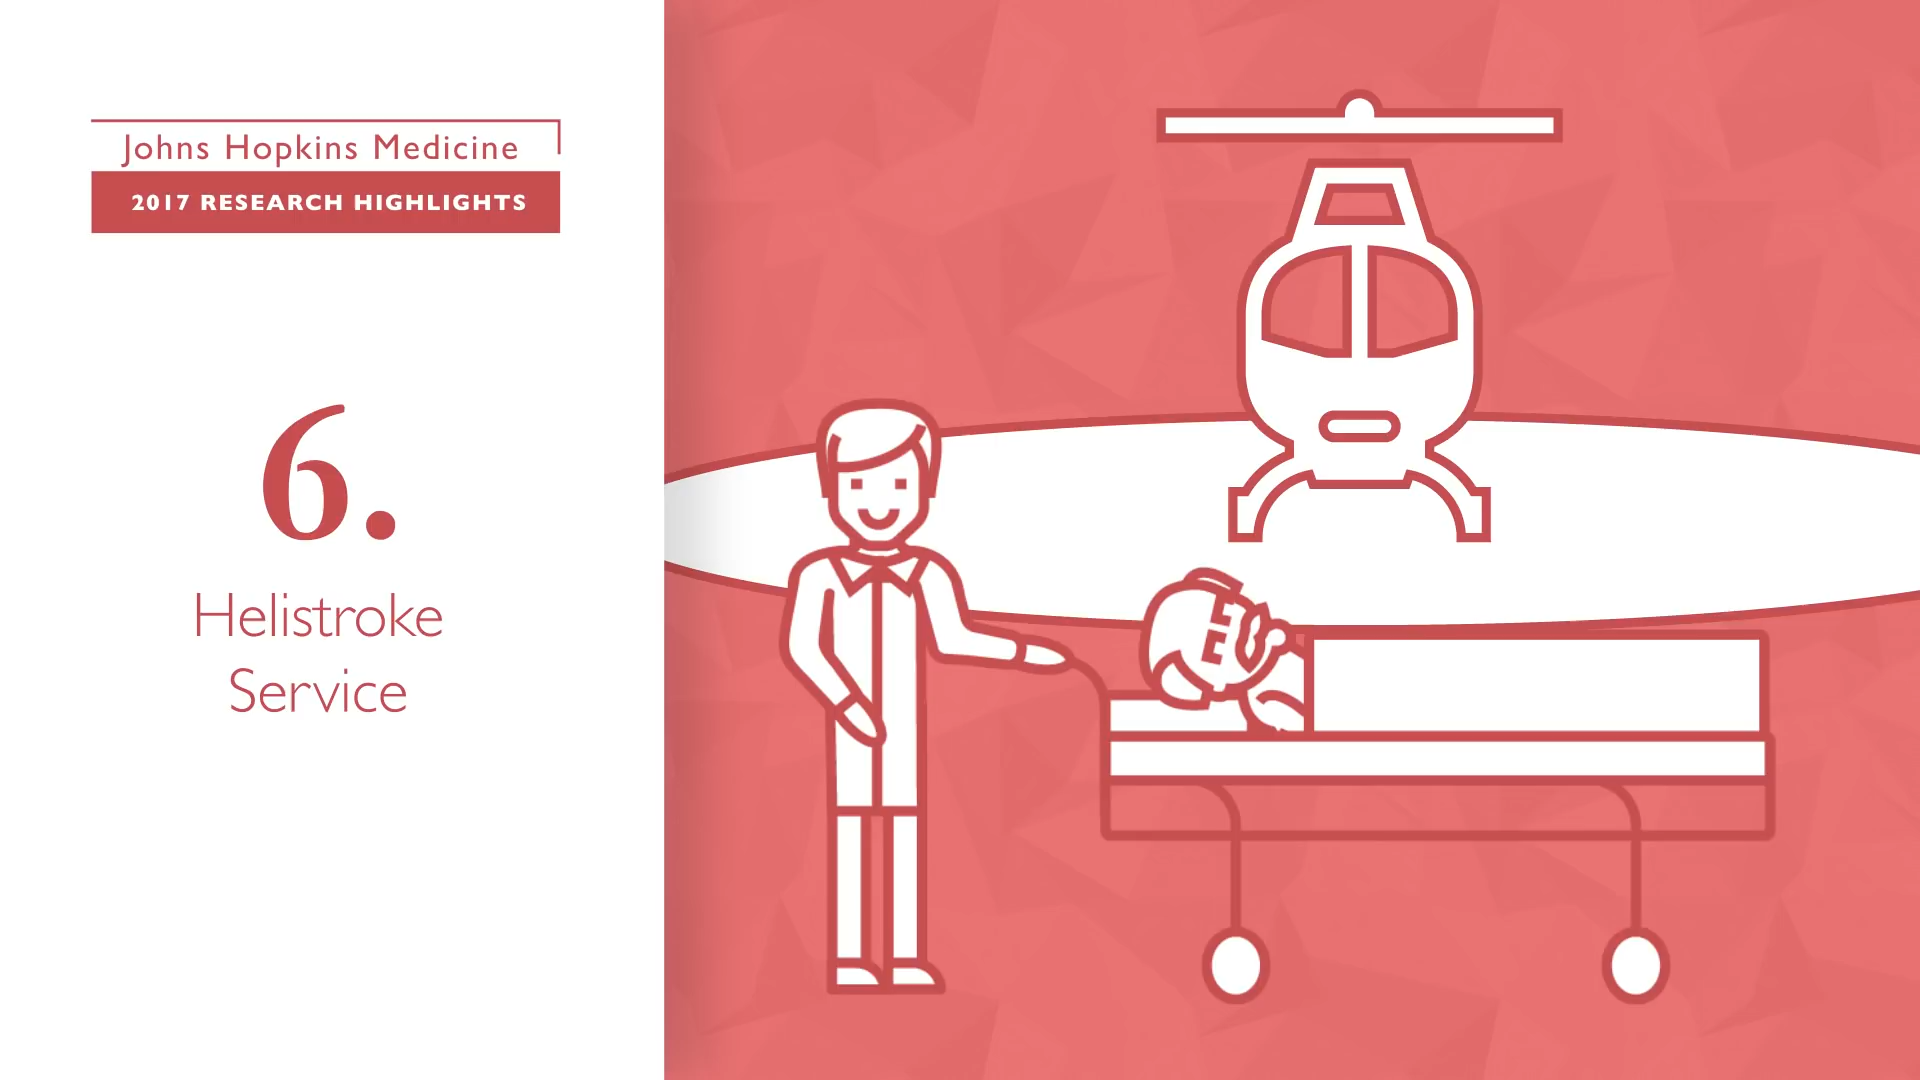 Johns Hopkins Medicine
2017 RESEARCH HIGHLIGHTS
6.
Helistroke
Service